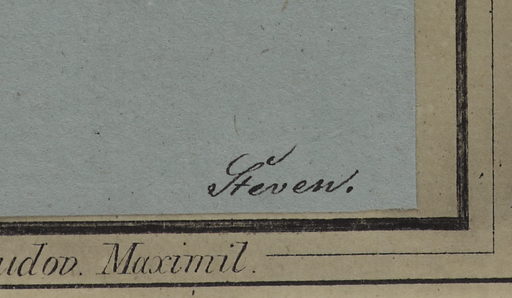 Steven.
udov. Maximil.